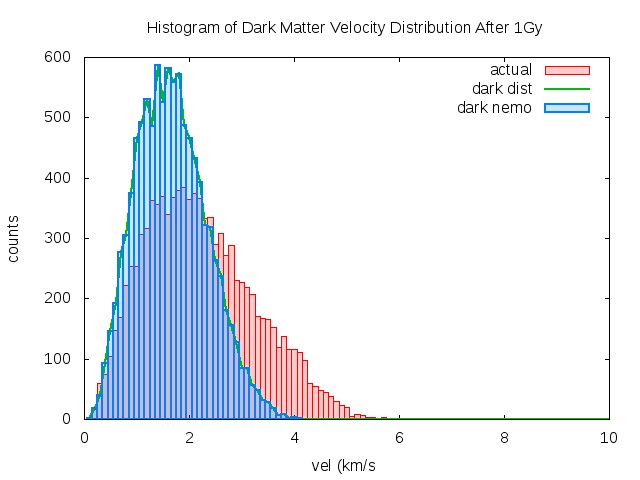 Histogram of Dark Matter Velocity Distribution After 1Gy
600
500
400
300
200
100
0
counts
actual
dark dist
dark nemo
0 2 4 6 8 10
vel (km/s